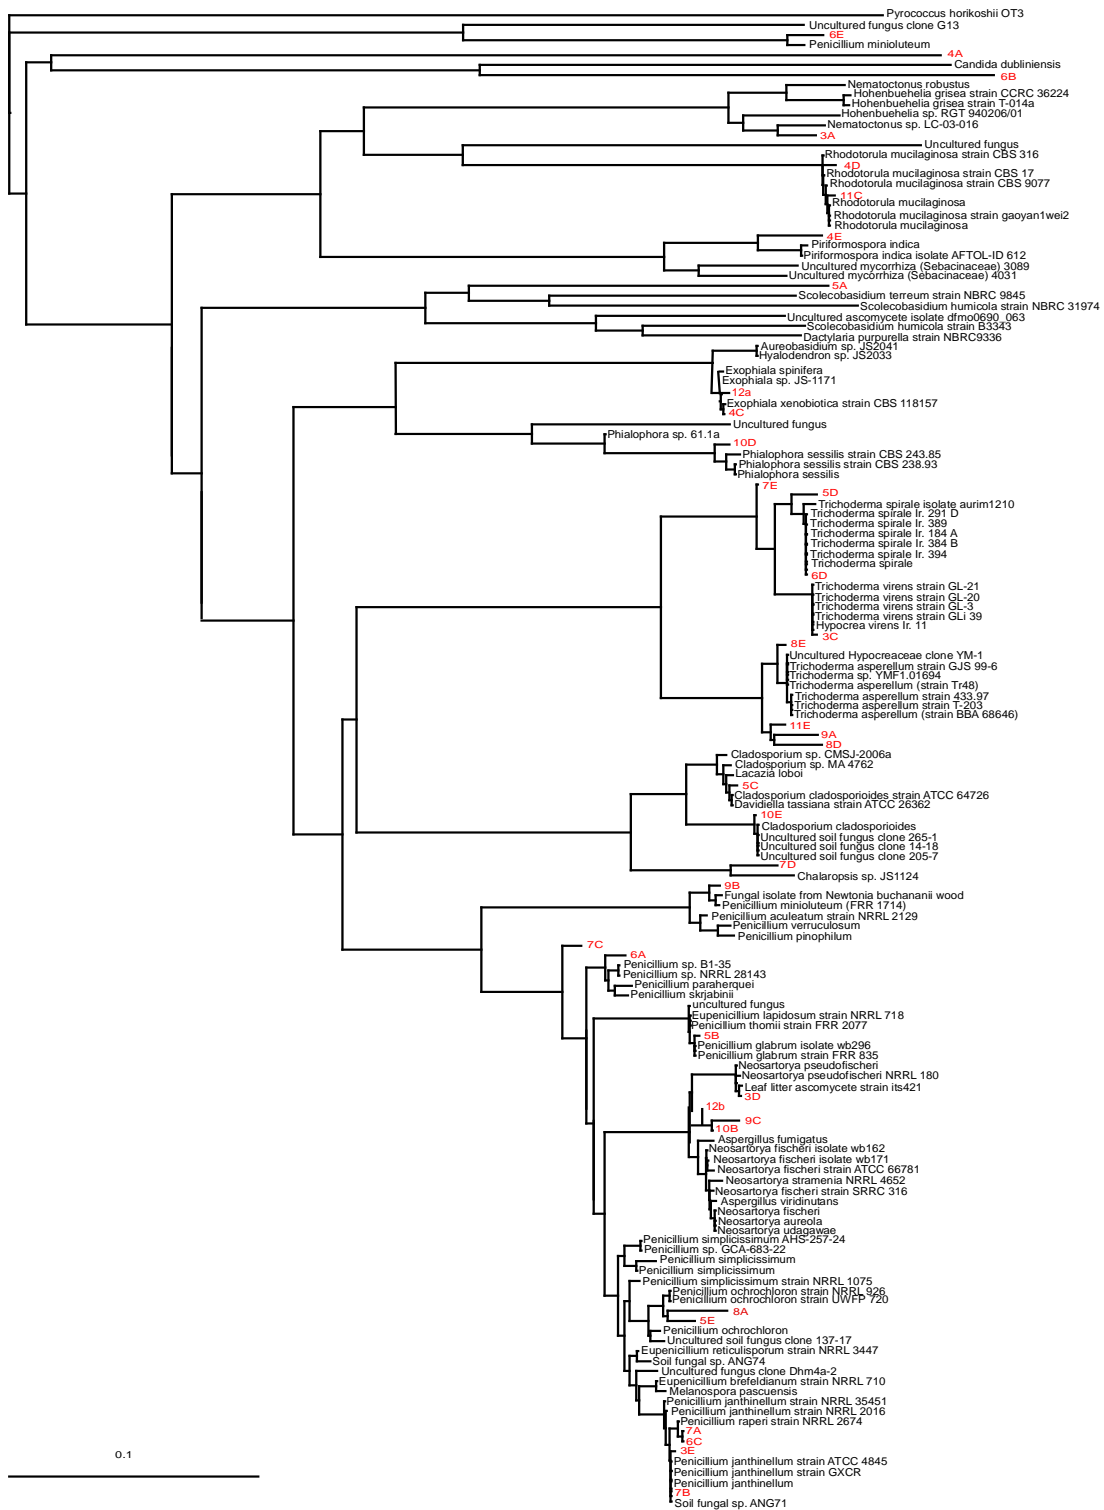 Pyrococcus horikoshii OT3
Uncultured fungus clone G13
6E
Penicillium minioluteum
4A
Candida dubliniensis
6B
Nematoctonus robustus
Hohenbuehelia grisea strain CCRC 36224
Hohenbuehelia grisea strain T-014a
Hohenbuehelia sp. RGT 940206/01
Nematoctonus sp. LC-03-016
3A
Uncultured fungus
Rhodotorula mucilaginosa strain CBS 316
4D
Rhodotorula mucilaginosa strain CBS 17
Rhodotorula mucilaginosa strain CBS 9077
11C
Rhodotorula mucilaginosa
Rhodotorula mucilaginosa strain gaoyan1wei2
Rhodotorula mucilaginosa
4E
Piriformospora indica
Piriformospora indica isolate AFTOL-ID 612
Uncultured mycorrhiza (Sebacinaceae) 3089
Uncultured mycorrhiza (Sebacinaceae) 4031
5A
Scolecobasidium terreum strain NBRC 9845
Scolecobasidium humicola strain NBRC 31974
Uncultured ascomycete isolate dfmo0690_063
Scolecobasidium humicola strain B3343
Dactylaria purpurella strain NBRC9336
Aureobasidium sp. JS2041
Hyalodendron sp. JS2033
Exophiala spinifera
Exophiala sp. JS-1171
12a
Exophiala xenobiotica strain CBS 118157
4C
Uncultured fungus
Phialophora sp. 61.1a
10D
Phialophora sessilis strain CBS 243.85
Phialophora sessilis strain CBS 238.93
Phialophora sessilis
7E
5D
Trichoderma spirale isolate aurim1210
Trichoderma spirale Ir. 291 D
Trichoderma spirale Ir. 389
Trichoderma spirale Ir. 184 A
Trichoderma spirale Ir. 384 B
Trichoderma spirale Ir. 394
Trichoderma spirale
6D
Trichoderma virens strain GL-21
Trichoderma virens strain GL-20
Trichoderma virens strain GL-3
Trichoderma virens strain GLi 39
Hypocrea virens Ir. 11
3C
8E
Uncultured Hypocreaceae clone YM-1
Trichoderma asperellum strain GJS 99-6
Trichoderma sp. YMF1.01694
Trichoderma asperellum (strain Tr48)
Trichoderma asperellum strain 433.97
Trichoderma asperellum strain T-203
Trichoderma asperellum (strain BBA 68646)
11E
9A
8D
Cladosporium sp. CMSJ-2006a
Cladosporium sp. MA 4762
Lacazia loboi
5C
Cladosporium cladosporioides strain ATCC 64726
Davidiella tassiana strain ATCC 26362
10E
Cladosporium cladosporioides
Uncultured soil fungus clone 265-1
Uncultured soil fungus clone 14-18
Uncultured soil fungus clone 205-7
7D
Chalaropsis sp. JS1124
9B
Fungal isolate from Newtonia buchananii wood
Penicillium minioluteum (FRR 1714)
Penicillium aculeatum strain NRRL 2129
Penicillium verruculosum
Penicillium pinophilum
7C
6A
Penicillium sp. B1-35
Penicillium sp. NRRL 28143
Penicillium paraherquei
Penicillium skrjabinii
uncultured fungus
Eupenicillium lapidosum strain NRRL 718
Penicillium thomii strain FRR 2077
5B
Penicillium glabrum isolate wb296
Penicillium glabrum strain FRR 835
Neosartorya pseudofischeri
Neosartorya pseudofischeri NRRL 180
Leaf litter ascomycete strain its421
3D
12b
9C
10B
Aspergillus fumigatus
Neosartorya fischeri isolate wb162
Neosartorya fischeri isolate wb171
Neosartorya fischeri strain ATCC 66781
Neosartorya stramenia NRRL 4652
Neosartorya fischeri strain SRRC 316
Aspergillus viridinutans
Neosartorya fischeri
Neosartorya aureola
Neosartorya udagawae
Penicillium simplicissimum AHS-257-24
Penicillium sp. GCA-683-22
Penicillium simplicissimum
Penicillium simplicissimum
Penicillium simplicissimum strain NRRL 1075
Penicillium ochrochloron strain NRRL 926
Penicillium ochrochloron strain UWFP 720
8A
5E
Penicillium ochrochloron
Uncultured soil fungus clone 137-17
Eupenicillium reticulisporum strain NRRL 3447
Soil fungal sp. ANG74
Uncultured fungus clone Dhm4a-2
Eupenicillium brefeldianum strain NRRL 710
Melanospora pascuensis
Penicillium janthinellum strain NRRL 35451
Penicillium janthinellum strain NRRL 2016
Penicillium raperi strain NRRL 2674
7A
6C
3E
Penicillium janthinellum strain ATCC 4845
Penicillium janthinellum strain GXCR
Penicillium janthinellum
7B
Soil fungal sp. ANG71
0.1